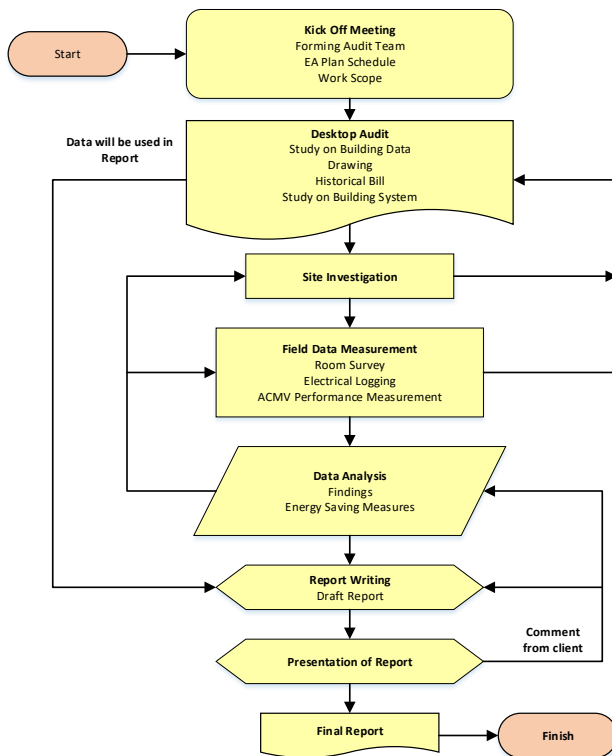 Start
Kick Off Meeting
Forming Audit Team
EA Plan Schedule
Work Scope
Data will be used in
Report
Desktop Audit
Study on Building Data
Drawing
Historical Bill
Study on Building System
Site Investigation
Field Data Measurement
Room Survey
Electrical Logging
ACMV Performance Measurement
Data Analysis
Findings
Energy Saving Measures
Report Writing
Draft Report
Comment
from client
Presentation of Report
Final Report
Finish